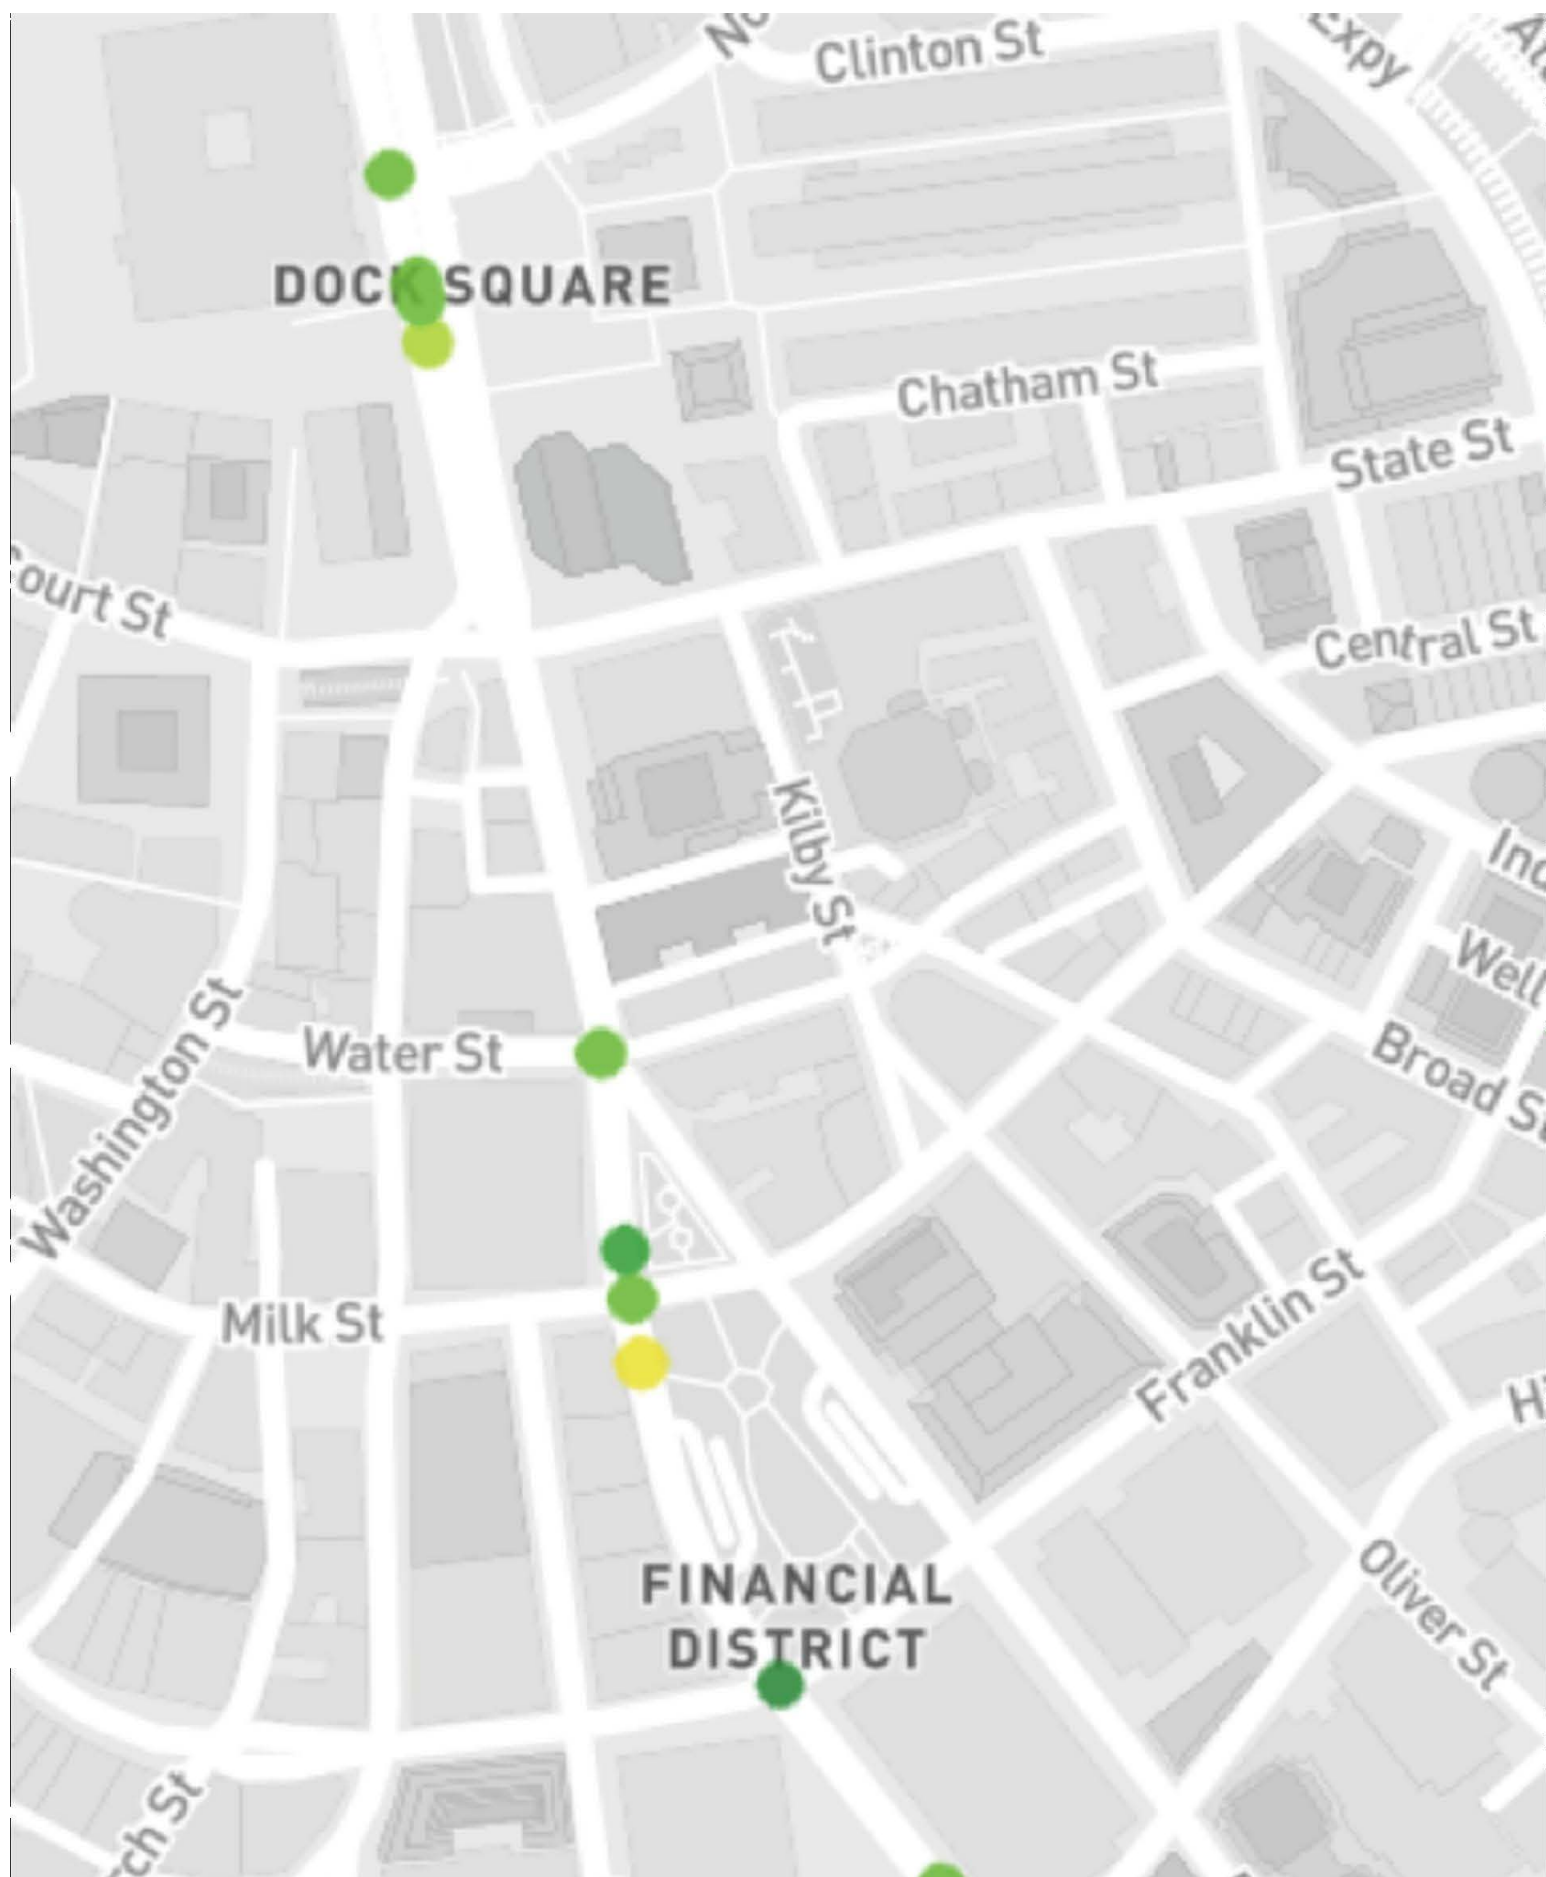 Clinton St
Expy
DOCK SQUARE
Chatham St
State St
Court St
Central St
Kilby St
Washington St
Water St
Broad St
Milk St
Franklin St
FINANCIAL
DISTRICT
Oliver St